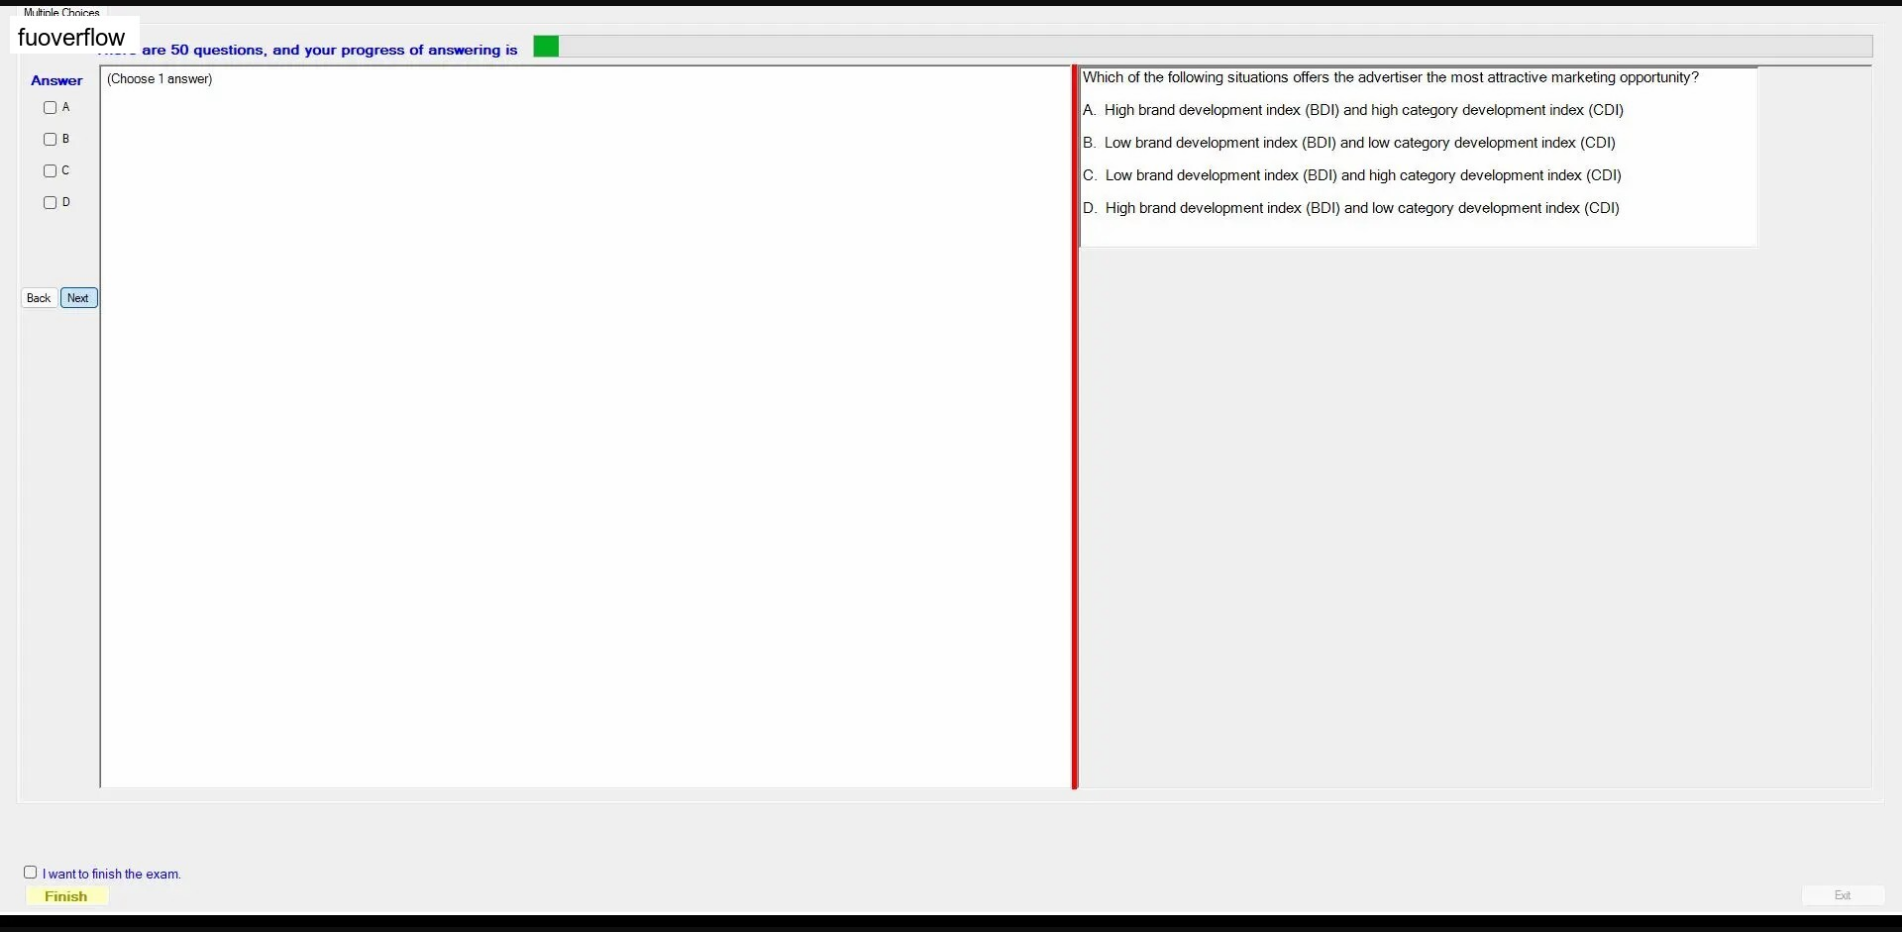 Multiple Choices
fuoverflow
are 50 questions, and your progress of answering is
Answer
(Choose 1 answer)
A
B
C
D
Back
Next
Which of the following situations offers the advertiser the most attractive marketing opportunity?
A. High brand development index (BDI) and high category development index (CDI)
B. Low brand development index (BDI) and low category development index (CDI)
C. Low brand development index (BDI) and high category development index (CDI)
D. High brand development index (BDI) and low category development index (CDI)
I want to finish the exam.
Finish
Exit